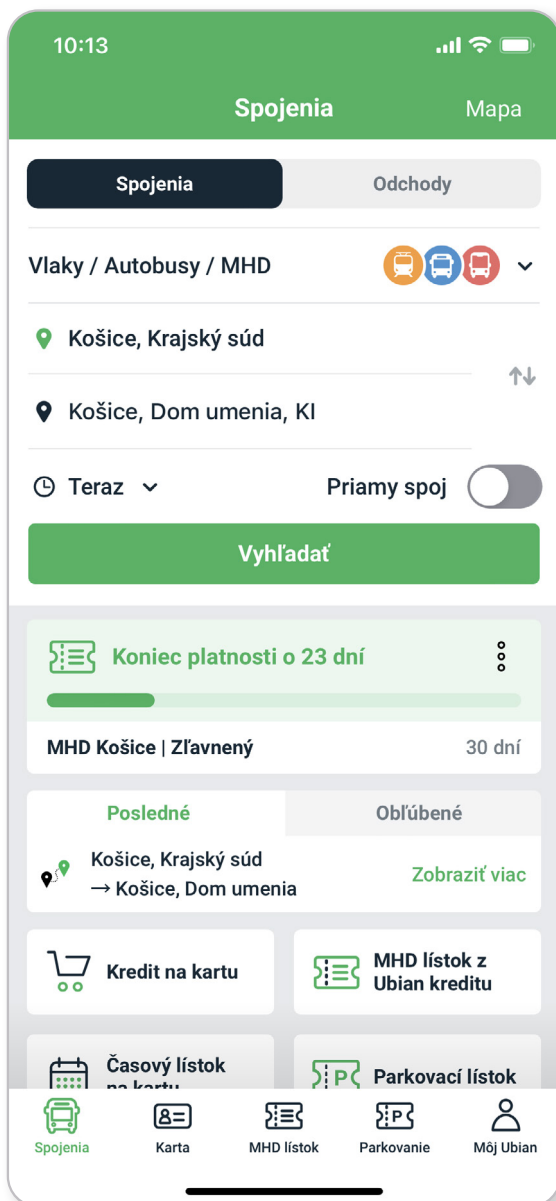 10:13
Spojenia
Mapa
Spojenia
Odchody
Vlaky / Autobusy / MHD
Košice, Krajský súd
Košice, Dom umenia, KI
Teraz
Priamy spoj
Vyhľadať
Koniec platnosti o 23 dní
MHD Košice | Zľavnený
30 dní
Posledné
Obľúbené
Košice, Krajský súd
→ Košice, Dom umenia
Zobraziť viac
Kredit na kartu
MHD lístok z
Ubian kreditu
Časový lístok
na kartu
P
Parkovací lístok
Spojenia
Karta
MHD lístok
P
Parkovanie
Môj Ubian